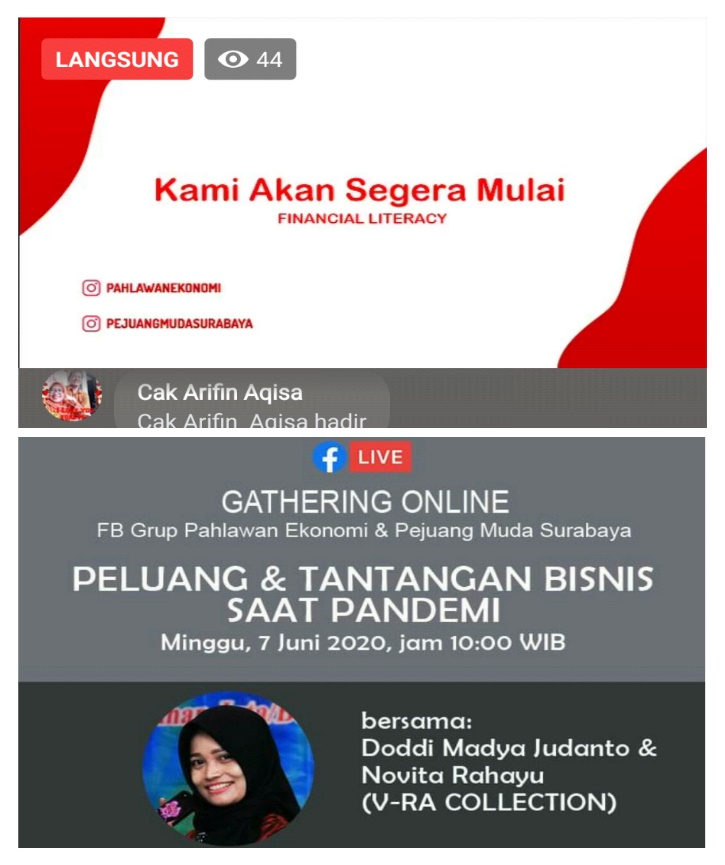 LANGSUNG 44
Kami Akan Segera Mulai
FINANCIAL LITERACY
PAHLAWANEKONOMI
PEJUANGMUDASURABAYA
Cak Arifin Aqisa
Cak Arifin Aqisa hadir
f LIVE
GATHERING ONLINE
FB Grup Pahlawan Ekonomi & Pejuang Muda Surabaya
PELUANG & TANTANGAN BISNIS
SAAT PANDEMI
Minggu, 7 Juni 2020, jam 10:00 WIB
bersama:
Doddi Madya Judanto &
Novita Rahayu
(V-RA COLLECTION)